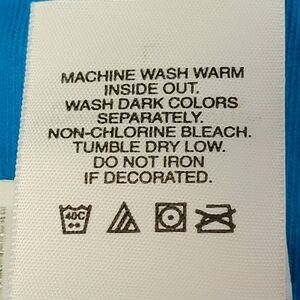 MACHINE WASH WARM
INSIDE OUT.
WASH DARK COLORS
SEPARATELY.
NON-CHLORINE BLEACH.
TUMBLE DRY LOW.
DO NOT IRON
IF DECORATED.
40C